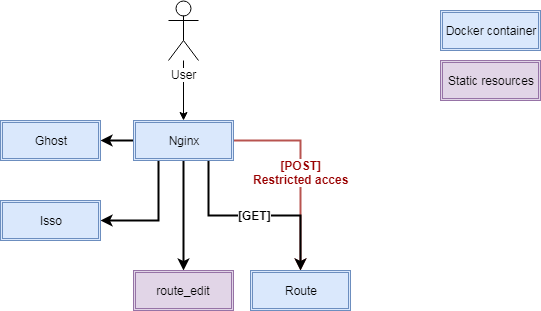 Docker container
User
Static resources
Ghost
Nginx
[POST]
Restricted acces
Isso
[GET]
route_edit
Route